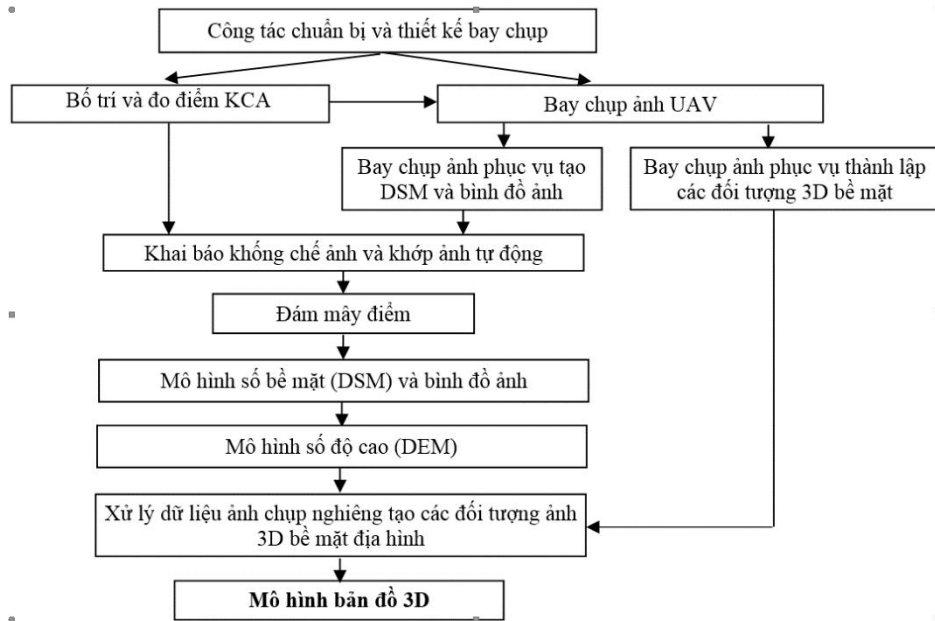 Công tác chuẩn bị và thiết kế bay chụp
Bố trí và đo điểm KCA
Bay chụp ảnh UAV
Bay chụp ảnh phục vụ tạo
DSM và bình đồ ảnh
Bay chụp ảnh phục vụ thành lập
các đối tượng 3D bề mặt
Khai báo khống chế ảnh và khớp ảnh tự động
Đám mây điểm
Mô hình số bề mặt (DSM) và bình đồ ảnh
Mô hình số độ cao (DEM)
Xử lý dữ liệu ảnh chụp nghiêng tạo các đối tượng ảnh
3D bề mặt địa hình
Mô hình bản đồ 3D